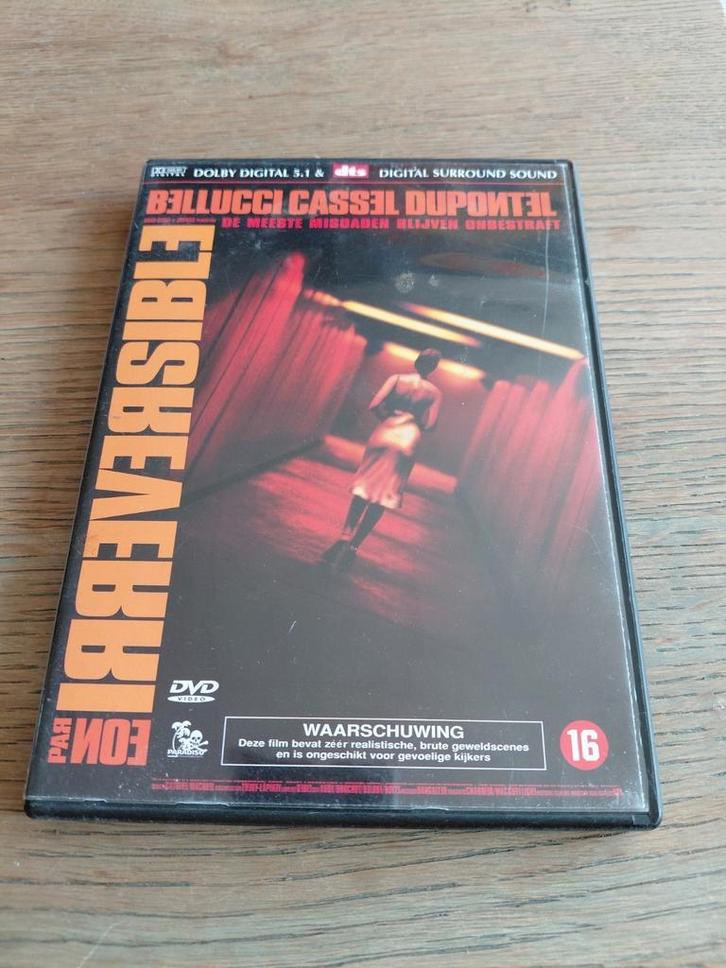 DOLBY DIGITAL 5.1 & dts DIGITAL SURROUND SOUND
BELLUCCI CASSEL DUPONTEL
DE MEESTE MISDADEN BLIJVEN ONBESTRAFT
IRREVERSIBLE
PAR NOE
DVD
VIDEO
PARADISO
WAARSCHUWING
Deze film bevat zéér realistische, brute geweldscenes
en is ongeschikt voor gevoelige kijkers
16